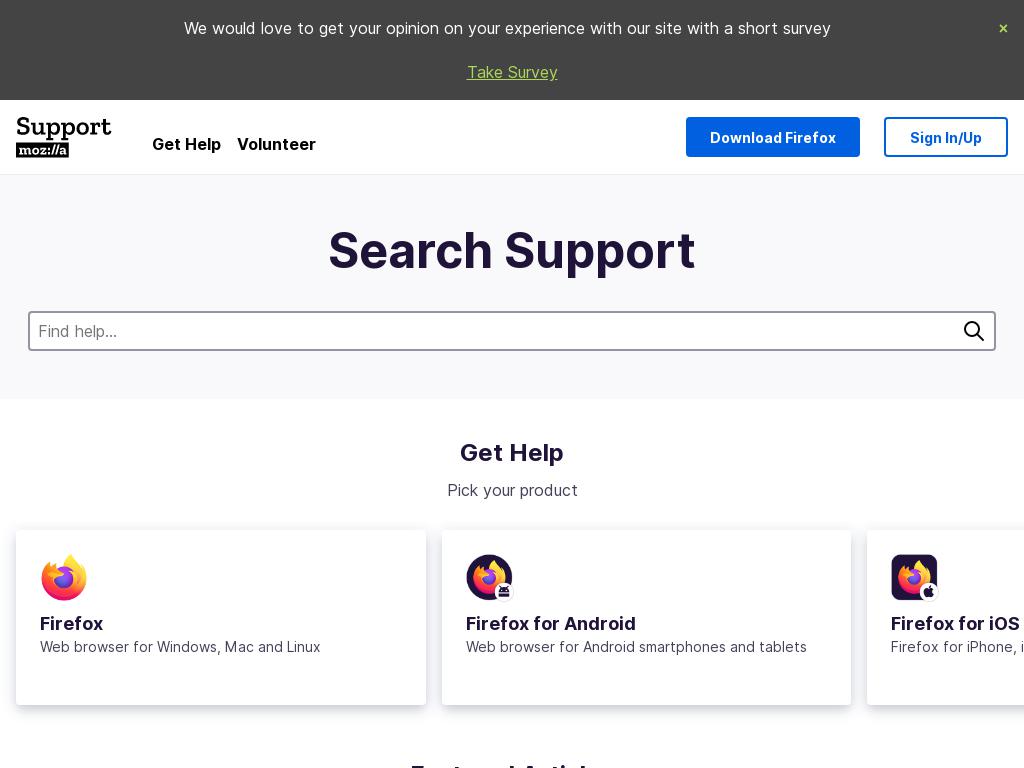 We would love to get your opinion on your experience with our site with a short survey
×
Take Survey
Support
moz://a
Get Help
Volunteer
Download Firefox
Sign In/Up
Search Support
Find help...
Get Help
Pick your product
Firefox
Web browser for Windows, Mac and Linux
Firefox for Android
Web browser for Android smartphones and tablets
Firefox for iOS
Firefox for iPhone,